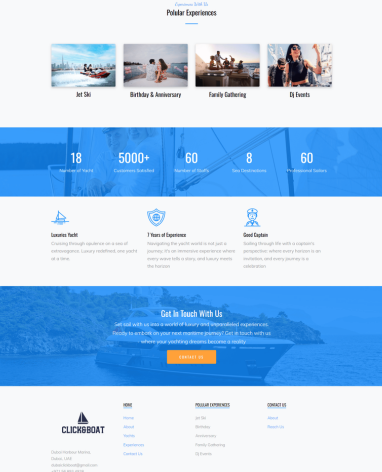 Experiences With Us
Polular Experiences
Jet Ski
Birthday & Anniversary
Family Gathering
Dj Events
18
5000+
60
8
60
Number of Yacht
Customers Satisfied
Number of Staffs
Sea Destinations
Professional Sailors
Luxuries Yacht
7 Years of Experience
Good Captain
Cruising through opulence on a sea of
extravagance. Luxury redefined, one yacht
at a time.
Navigating the yacht world is not just a
journey; it's an immersive experience where
every wave tells a story, and luxury meets
the horizon.
Sailing through life with a captain's
perspective where every horizon is an
invitation, and every journey is a
celebration.
Get In Touch With Us
Set sail with us into a world of luxury and unparalleled experiences.
Ready to embark on your next maritime journey? Get in touch with us
where your yachting dreams become a reality.
CONTACT US
CLICK&BOAT
Dubai Harbour Marina,
Dubai, UAE
HOME
Home
About
Yachts
Experiences
Contact Us
POPULAR EXPERIENCES
Jet Ski
Birthday
Anniversary
Family Gathering
Dj Events
CONTACT US
About
Reach Us